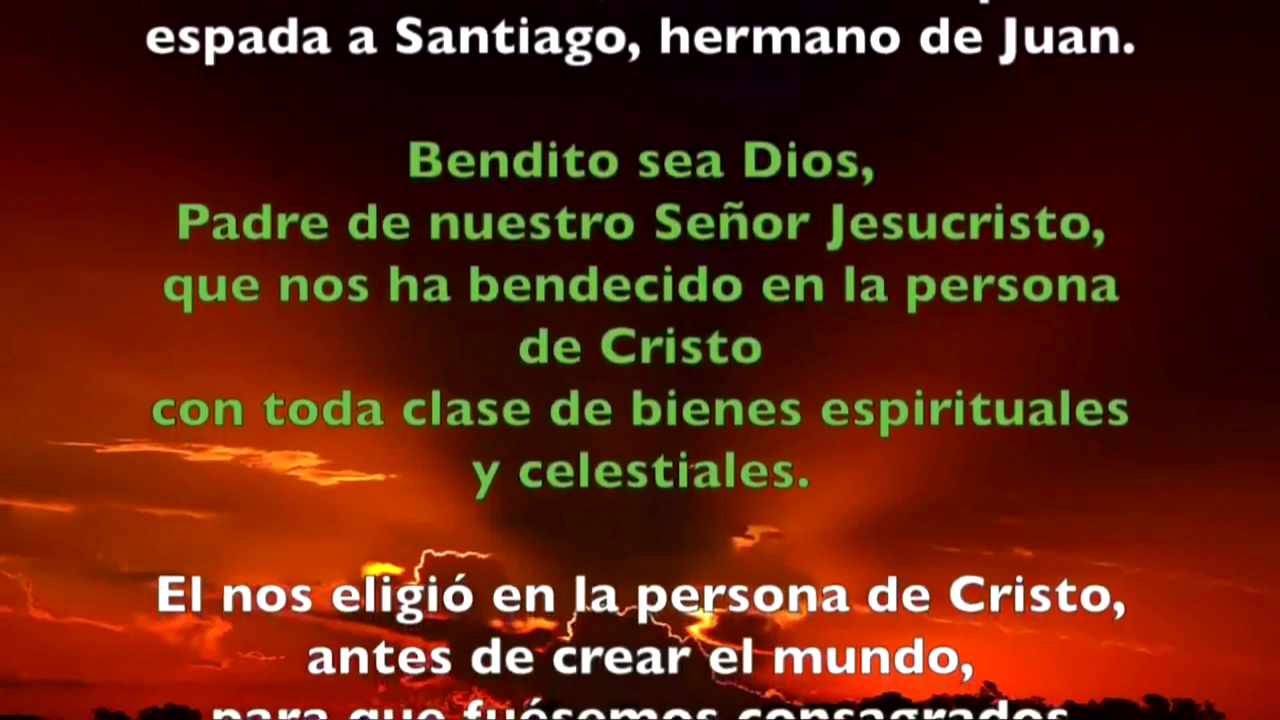 espada a Santiago, hermano de Juan.
Bendito sea Dios,
Padre de nuestro Señor Jesucristo,
que nos ha bendecido en la persona
de Cristo
con toda clase de bienes espirituales
y celestiales.
El nos eligió en la persona de Cristo,
antes de crear el mundo,
para que fuésemos consagrados